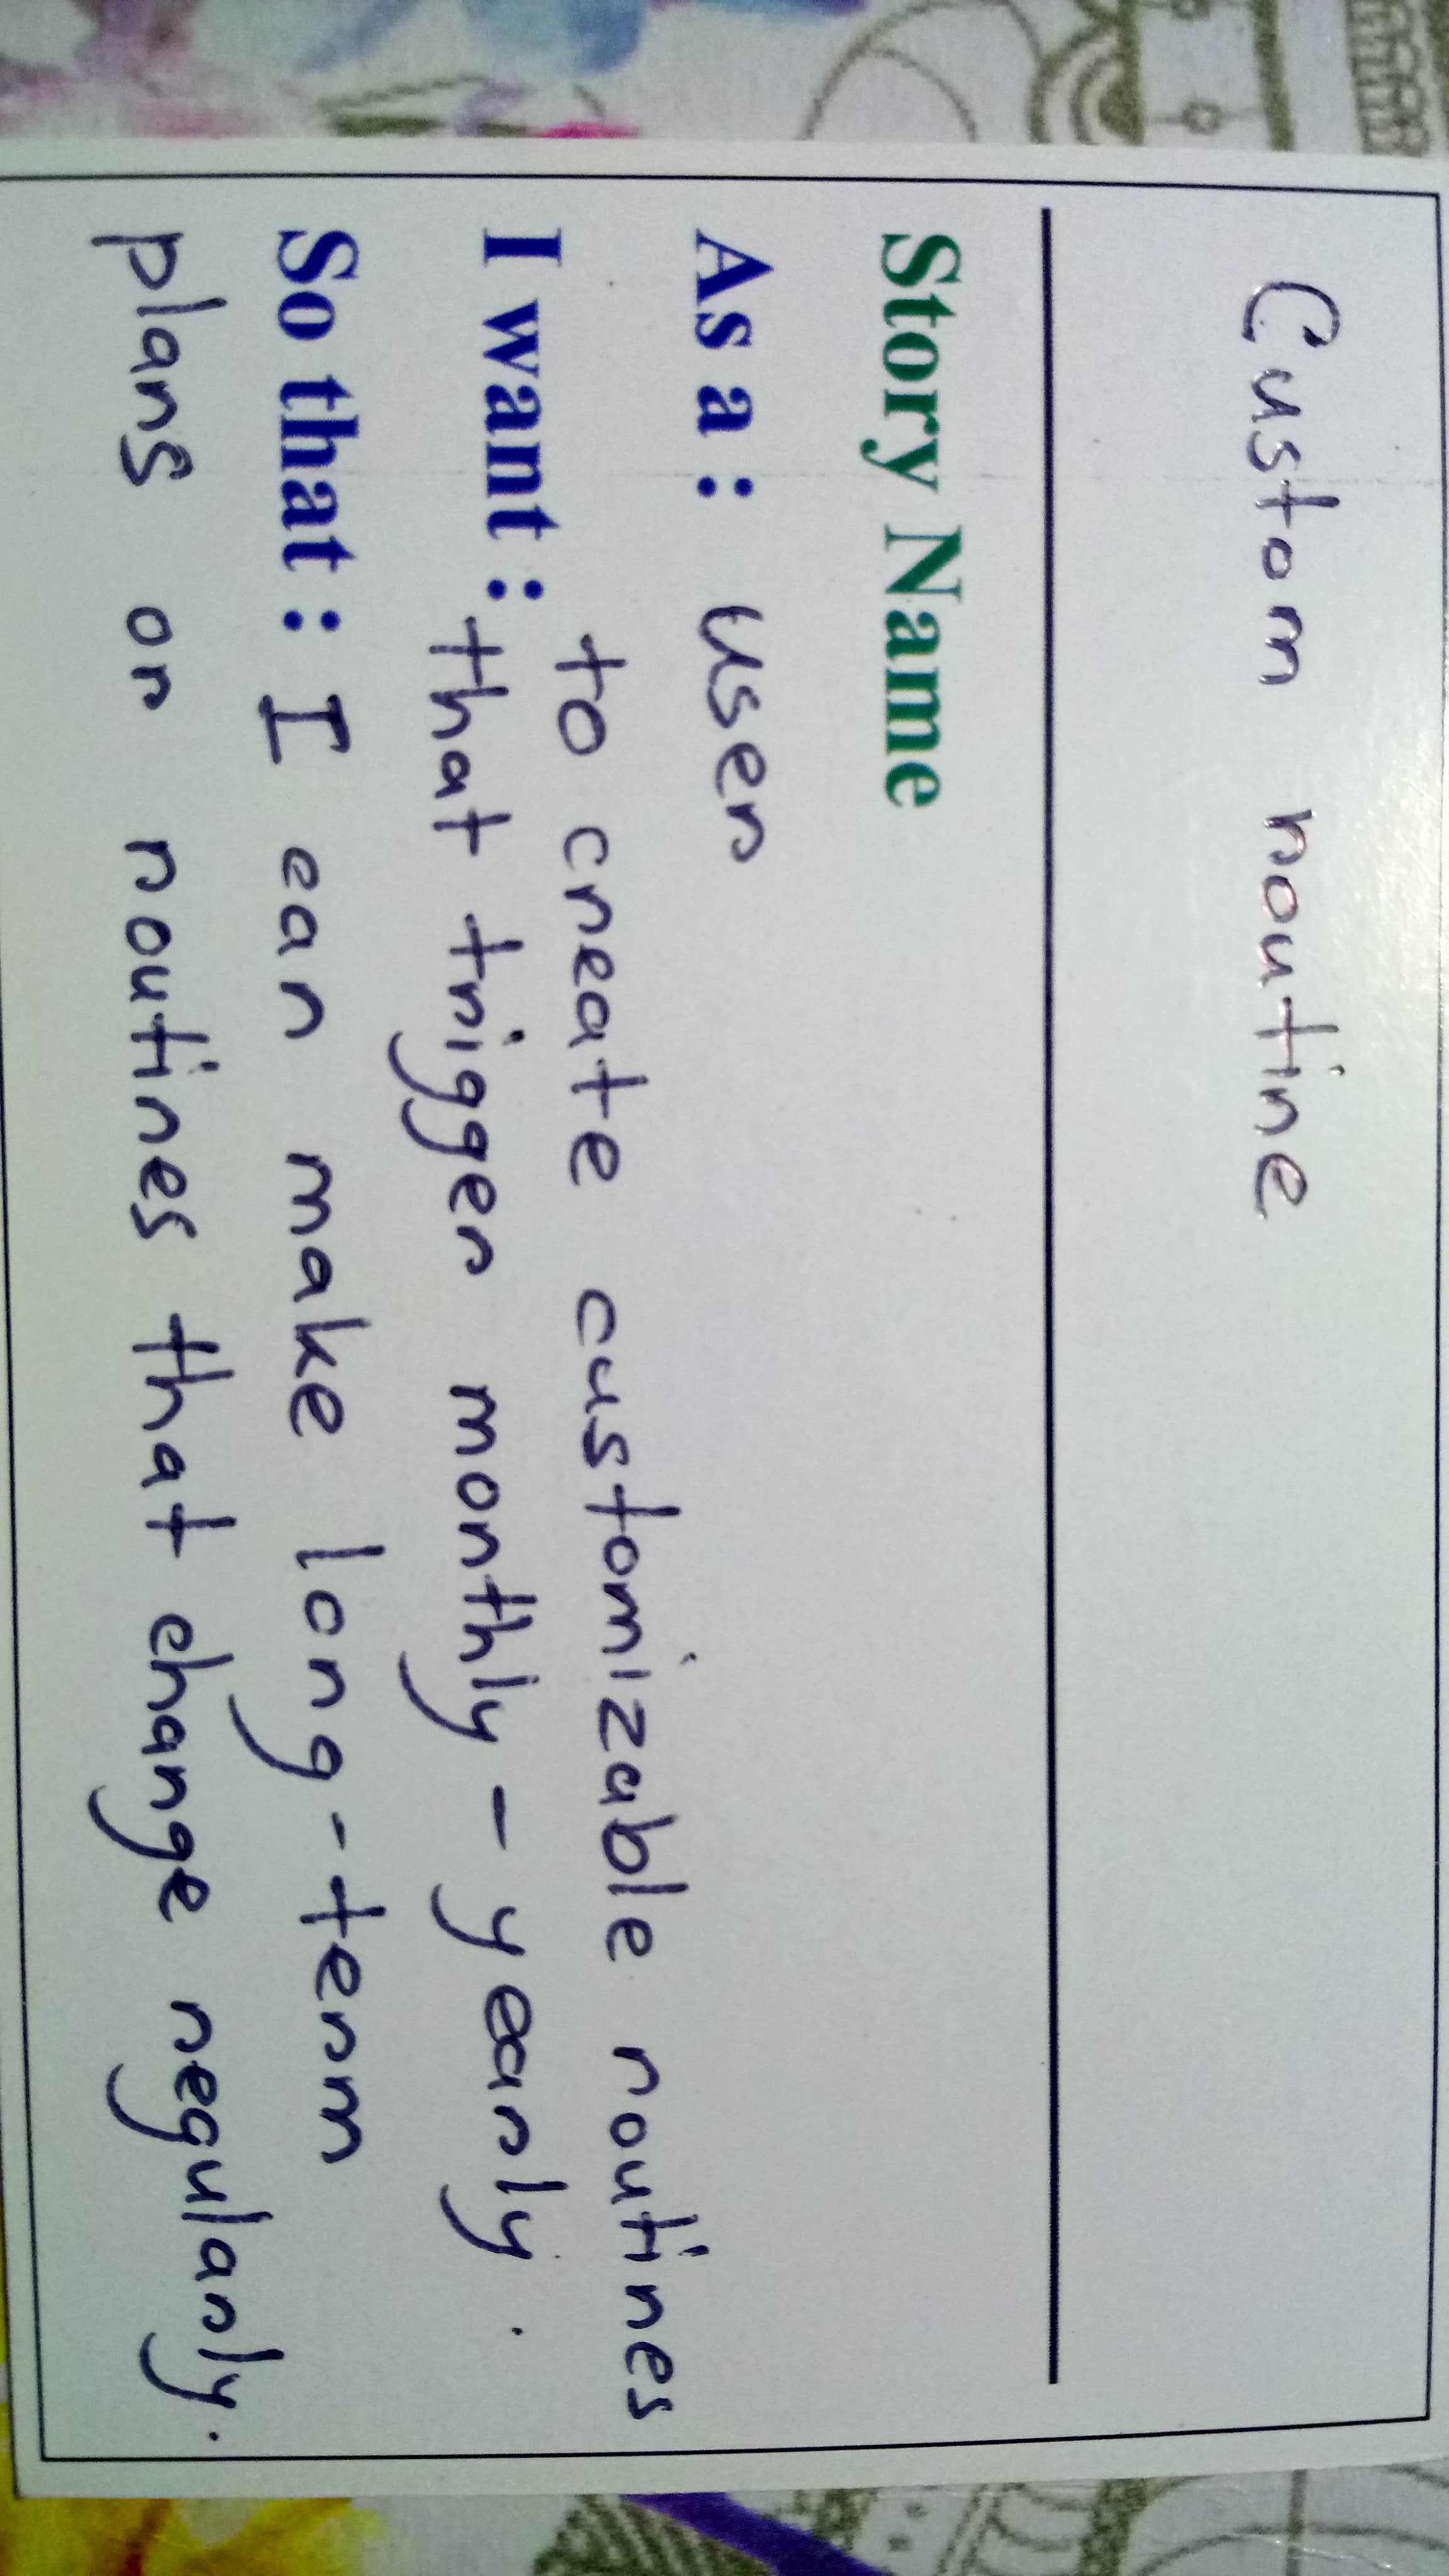 Custom routine
Story Name
As a : user
I want : to create customizable routines
that trigger monthly - yearly.
So that : I can make long-term
plans or routines that change regularly.